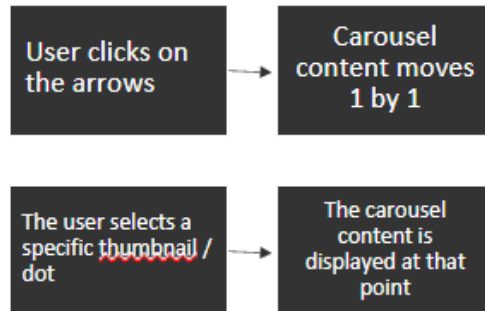 User clicks on
the arrows
Carousel
content moves
1 by 1
The user selects a
specific thumbnail /
dot
The carousel
content is
displayed at that
point